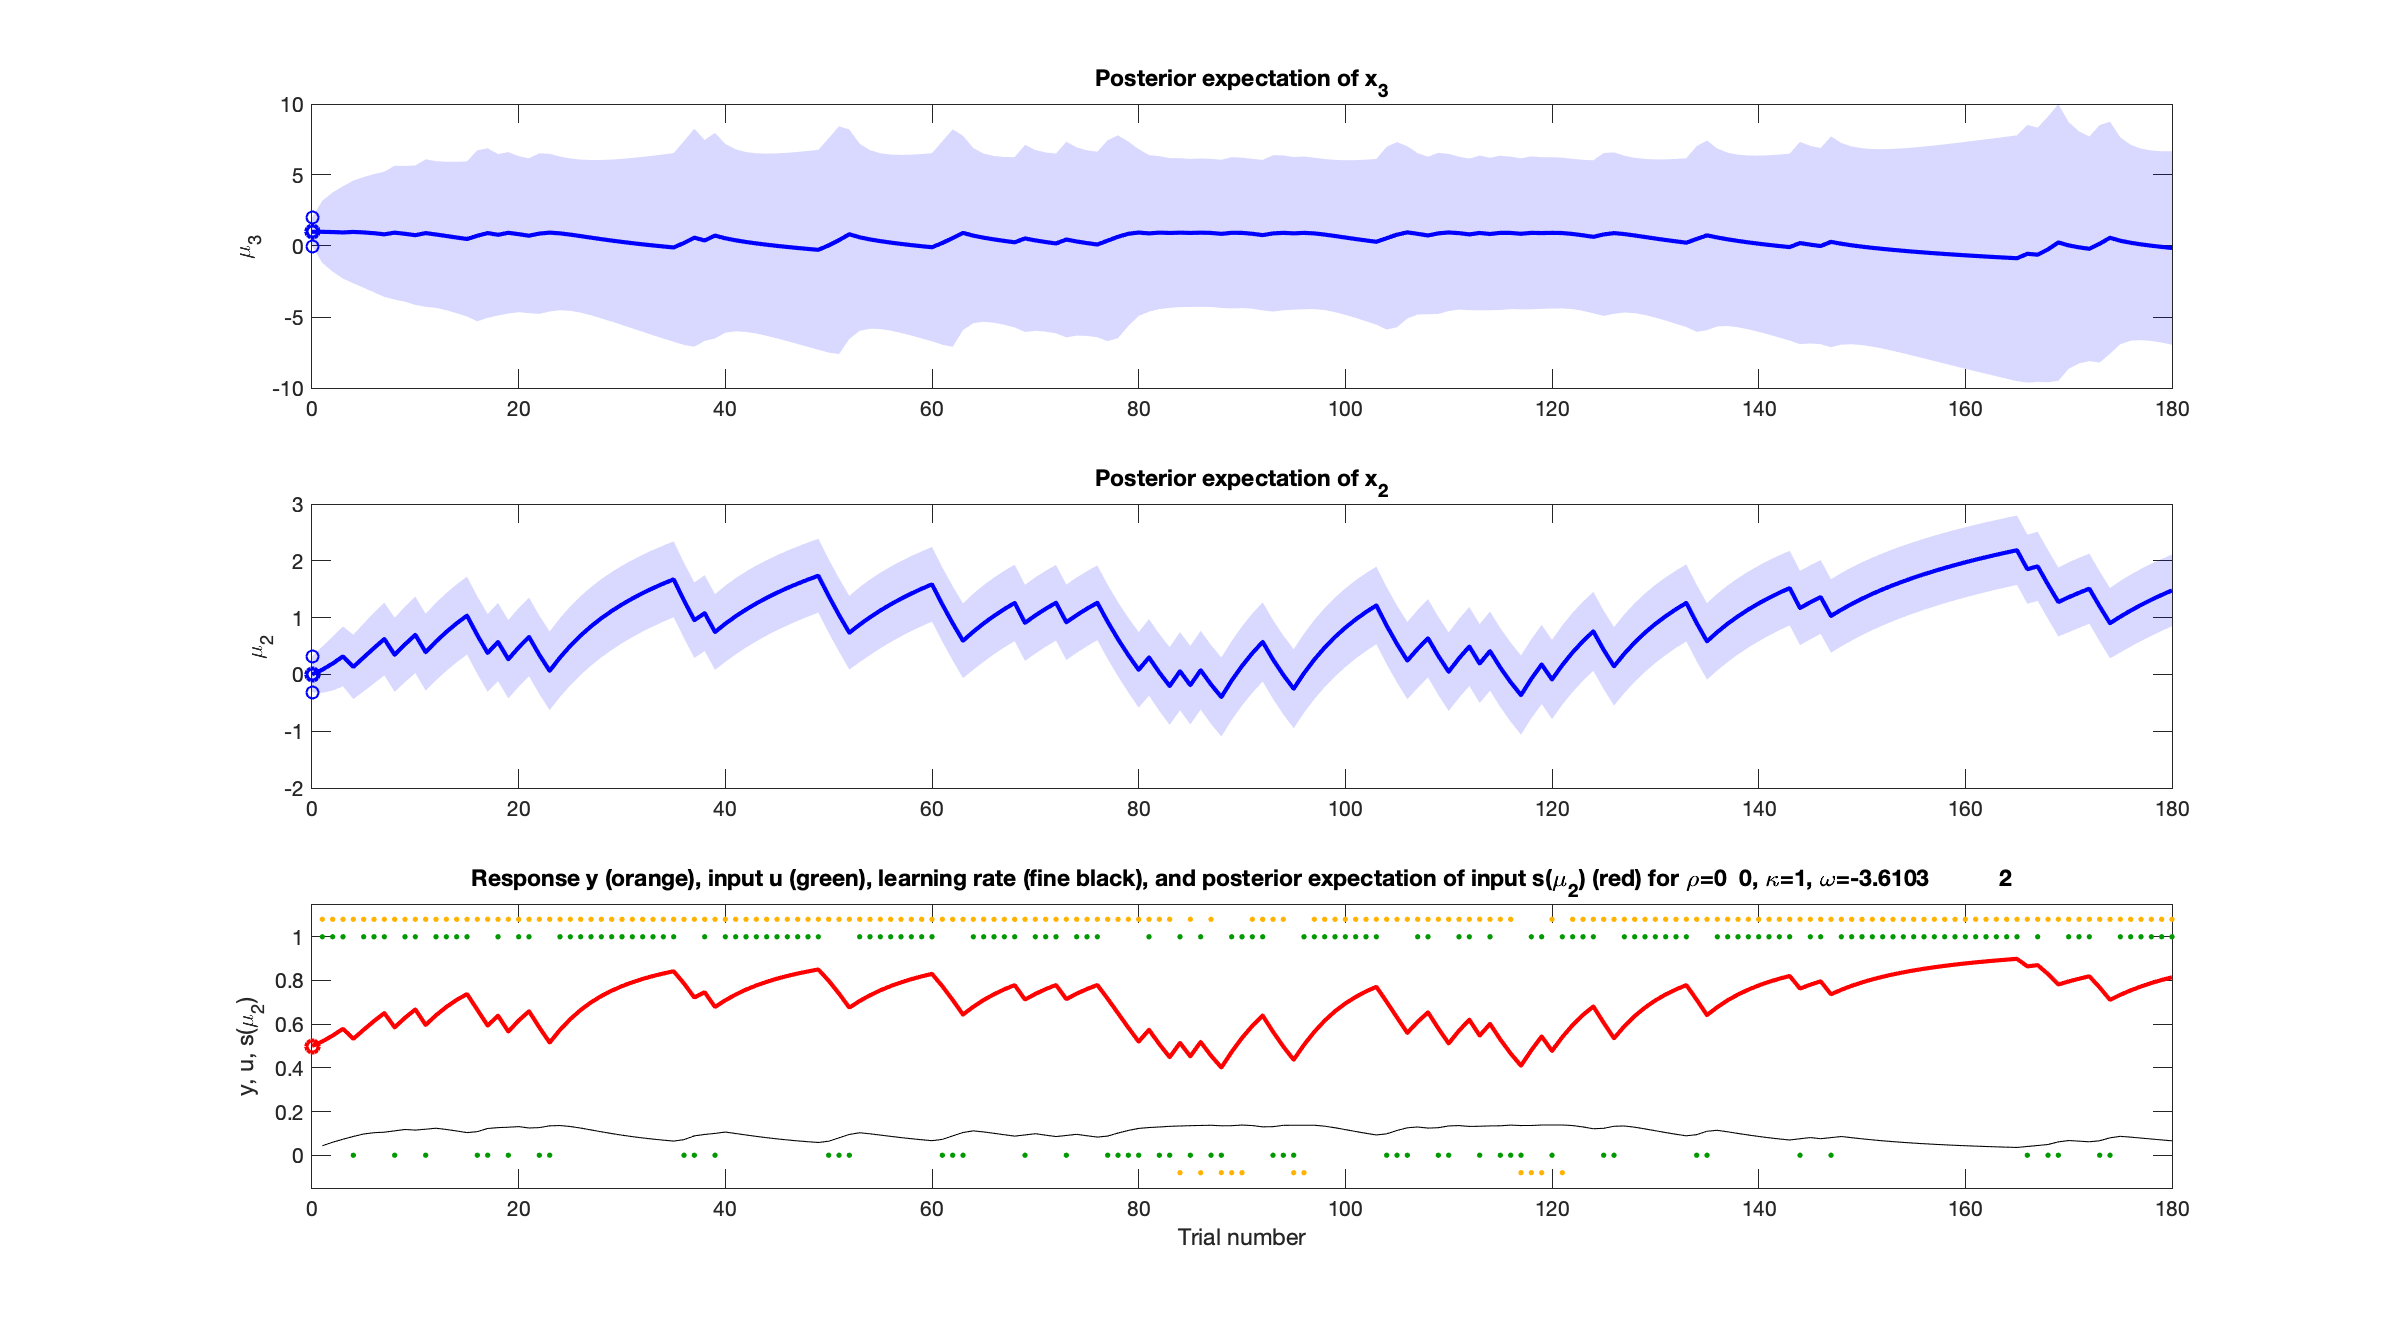 Posterior expectation of x₃
10
5
0
-5
-10
μ₃
0 20 40 60 80 100 120 140 160 180
Posterior expectation of x₂
3
2
1
0
-1
-2
μ₂
0 20 40 60 80 100 120 140 160 180
Response y (orange), input u (green), learning rate (fine black), and posterior expectation of input s(μ₂) (red) for ρ=0 0, κ=1, ω=-3.6103 2
1
0.8
0.6
0.4
0.2
0
y, u, s(μ₂)
0 20 40 60 80 100 120 140 160 180
Trial number